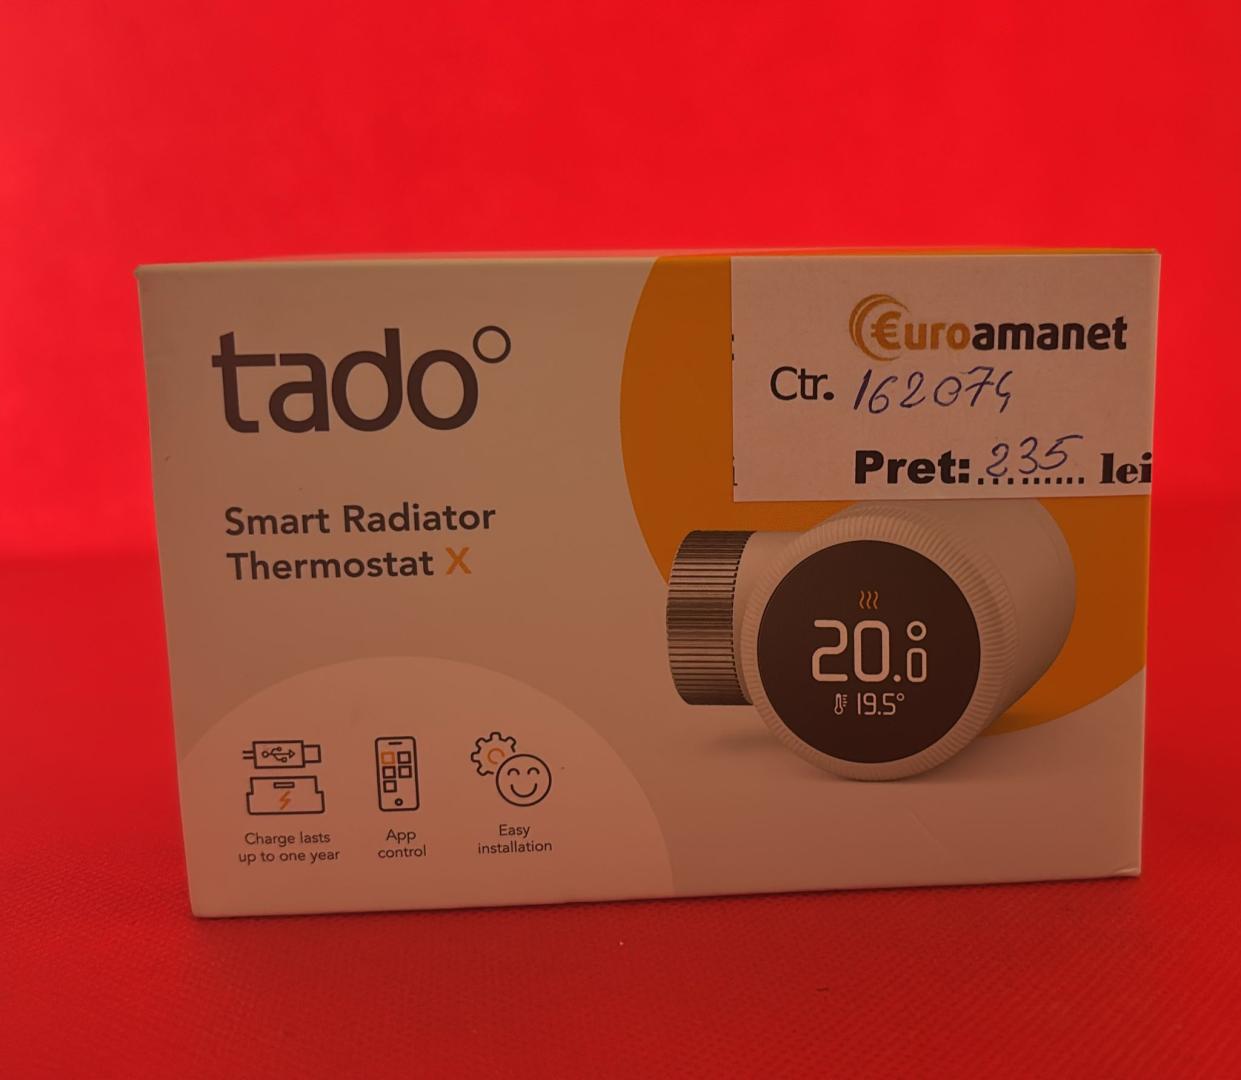 tado°
Smart Radiator
Thermostat X
Charge lasts
up to one year
App
control
Easy
installation
€uroamanet
Ctr. 162074
Pret: 235 lei
20.0°
19.5°